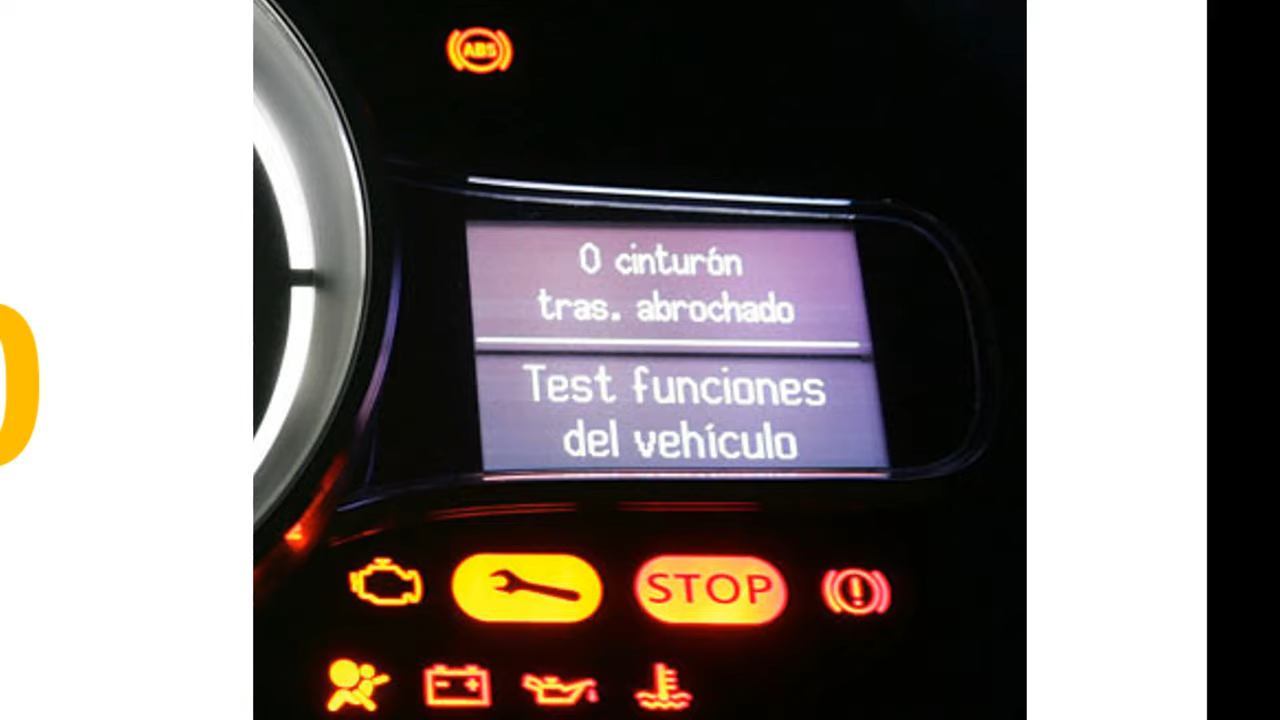 ABS
0 cinturón
tras. abrochado
Test funciones
del vehículo
STOP